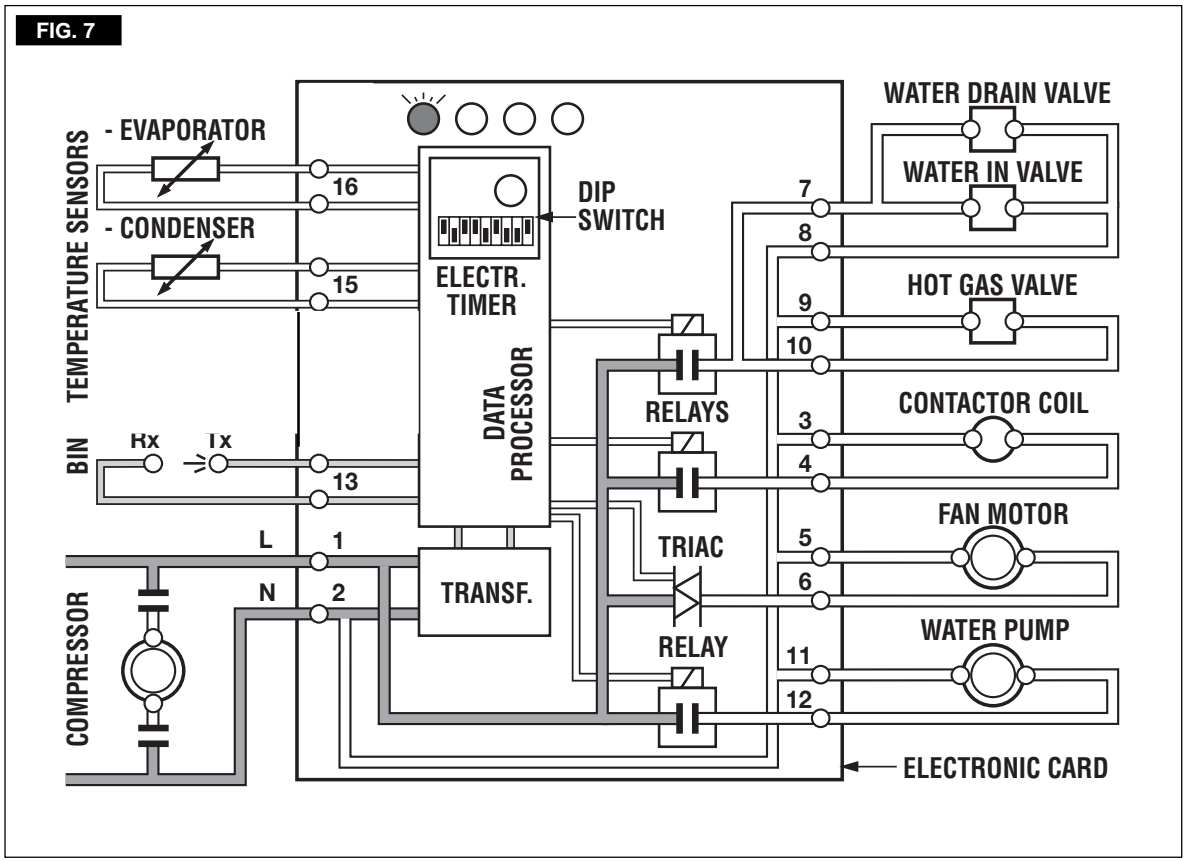 FIG. 7
TEMPERATURE SENSORS
- EVAPORATOR
16
- CONDENSER
15
BIN
Rx
Tx
13
L
1
N
2
COMPRESSOR
DIP
SWITCH
ELECTR.
TIMER
DATA
PROCESSOR
TRANSF.
RELAYS
TRIAC
RELAY
WATER DRAIN VALVE
WATER IN VALVE
7
8
HOT GAS VALVE
9
10
CONTACTOR COIL
3
4
FAN MOTOR
5
6
WATER PUMP
11
12
ELECTRONIC CARD